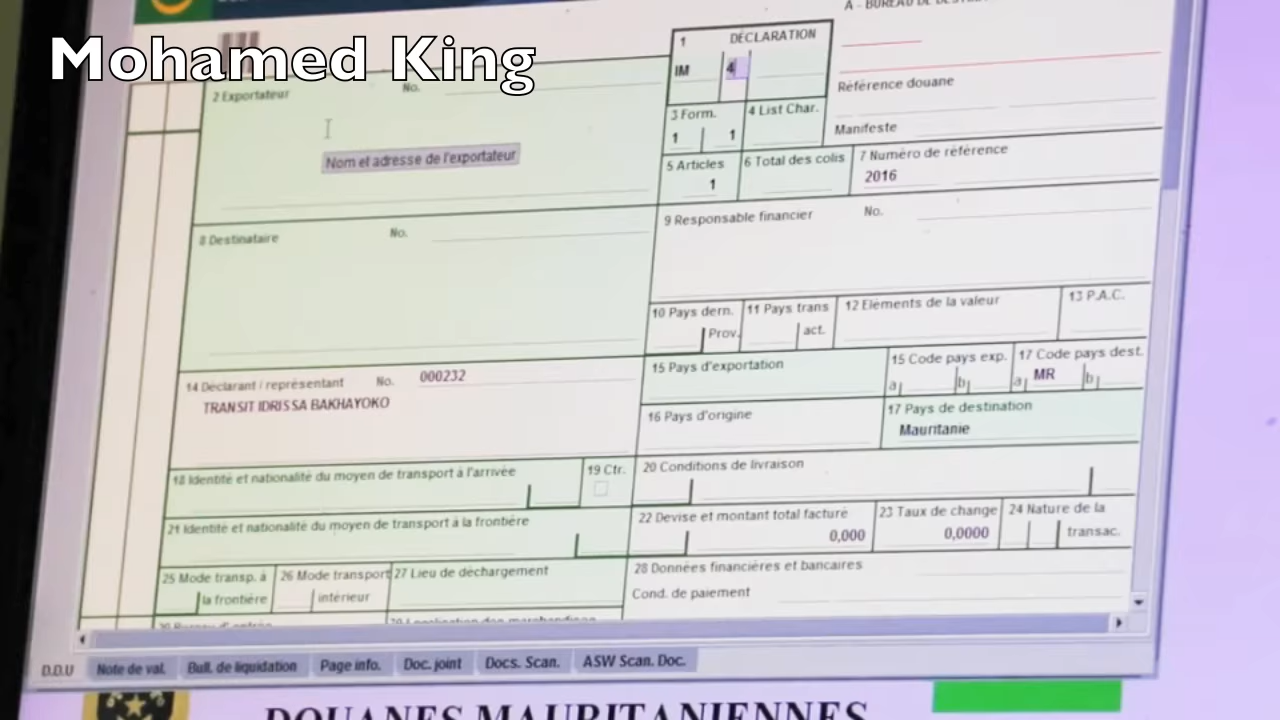 Mohamed King
A - BUREAU DE
1 DÉCLARATION
IM 4
2 Exportateur No.
Référence douane
3 Form. 4 List Char.
1 1
Manifeste
Nom et adresse de l'exportateur
5 Articles 6 Total des colis 7 Numéro de référence
1 2016
8 Destinataire No.
9 Responsable financier No.
10 Pays dern. 11 Pays trans 12 Eléments de la valeur 13 P.A.C.
Prov. act.
14 Déclarant / représentant No. 000232
TRANSIT IDRISSA BAKHAYOKO
15 Pays d'exportation 15 Code pays exp. 17 Code pays dest.
a b a MR b
16 Pays d'origine 17 Pays de destination
Mauritanie
18 Identité et nationalité du moyen de transport à l'arrivée 19 Ctr. 20 Conditions de livraison
21 Identité et nationalité du moyen de transport à la frontière
22 Devise et montant total facturé 23 Taux de change 24 Nature de la
0,000 0,0000 transac.
25 Mode transp. à 26 Mode transport 27 Lieu de déchargement
la frontière intérieur
28 Données financières et bancaires
Cond. de paiement
D.D.U Note de val. Bull. de liquidation Page info. Doc. joint Docs. Scan. ASW Scan. Doc.
DOUANES MAURITANIENNES